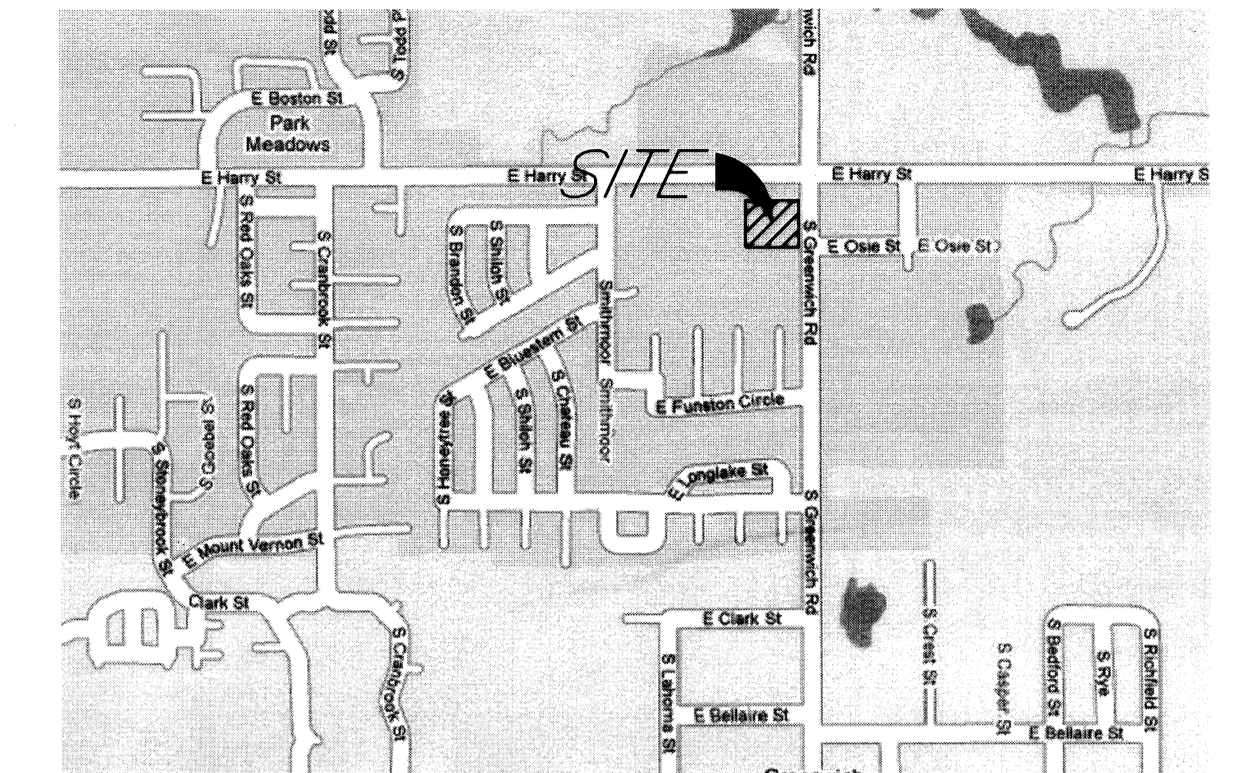 S Todd Pl
E Boston St
Park
Meadows
E Harry St
E Harry St
SITE
E Harry St
E Harry S
S Red Oaks St
S Cranbrook St
S Brandon St
S Shiloh St
Smithmoor
S Greenwich Rd
E Osie St
E Osie St
E Bluestem St
S Hoyt Circle
S Goebel St
S Red Oaks St
S Honeytree St
S Shiloh St
S Chateau St
Smithmoor
E Funston Circle
S Stoneybrook St
E Longlake St
S Greenwich Rd
E Mount Vernon St
Clark St
S Cranbrook St
E Clark St
S Lahoma St
E Bellaire St
S Crest St
S Casper St
S Bedford St
S Rye
S Richfield St
E Bellaire St